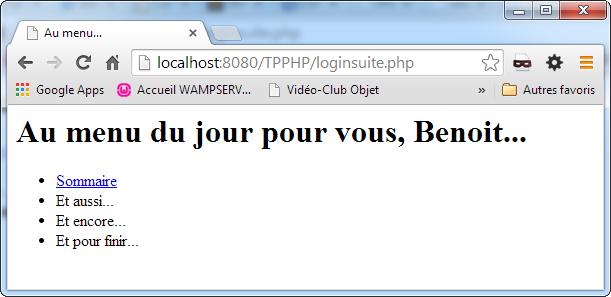 Au menu...
localhost:8080/TPPHP/loginsuite.php
Google Apps Accueil WAMPSERV... Vidéo-Club Objet » Autres favoris
Au menu du jour pour vous, Benoit...
Sommaire
Et aussi...
Et encore...
Et pour finir...